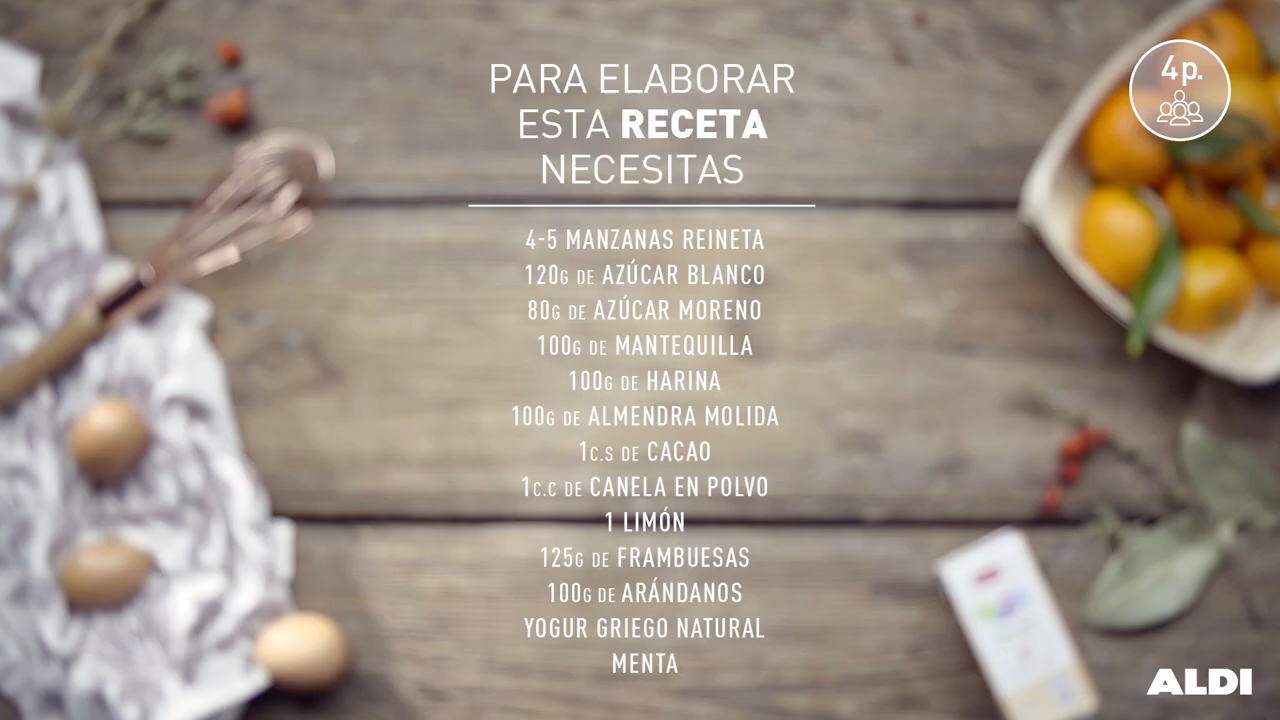 PARA ELABORAR
ESTA RECETA
NECESITAS
4p.
4-5 MANZANAS REINETA
120G DE AZÚCAR BLANCO
80G DE AZÚCAR MORENO
100G DE MANTEQUILLA
100G DE HARINA
100G DE ALMENDRA MOLIDA
1C.S DE CACAO
1C.C DE CANELA EN POLVO
1 LIMÓN
125G DE FRAMBUESAS
100G DE ARÁNDANOS
YOGUR GRIEGO NATURAL
MENTA
ALDI